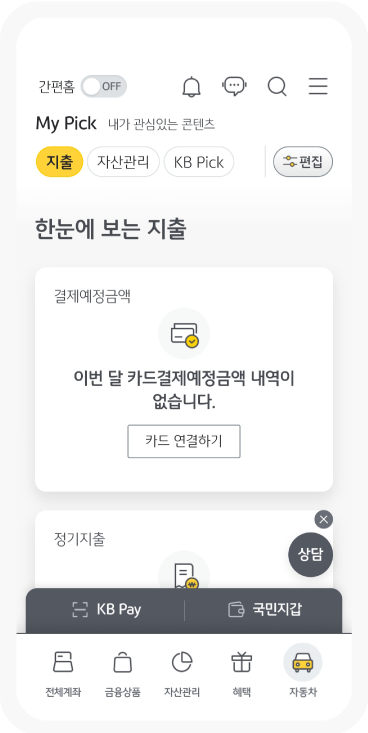 간편홈 OFF
My Pick 내가 관심있는 콘텐츠
지출 자산관리 KB Pick 편집
한눈에 보는 지출
결제예정금액
이번 달 카드결제예정금액 내역이
없습니다.
카드 연결하기
정기지출
상담
KB Pay 국민지갑
전체계좌 금융상품 자산관리 혜택 자동차